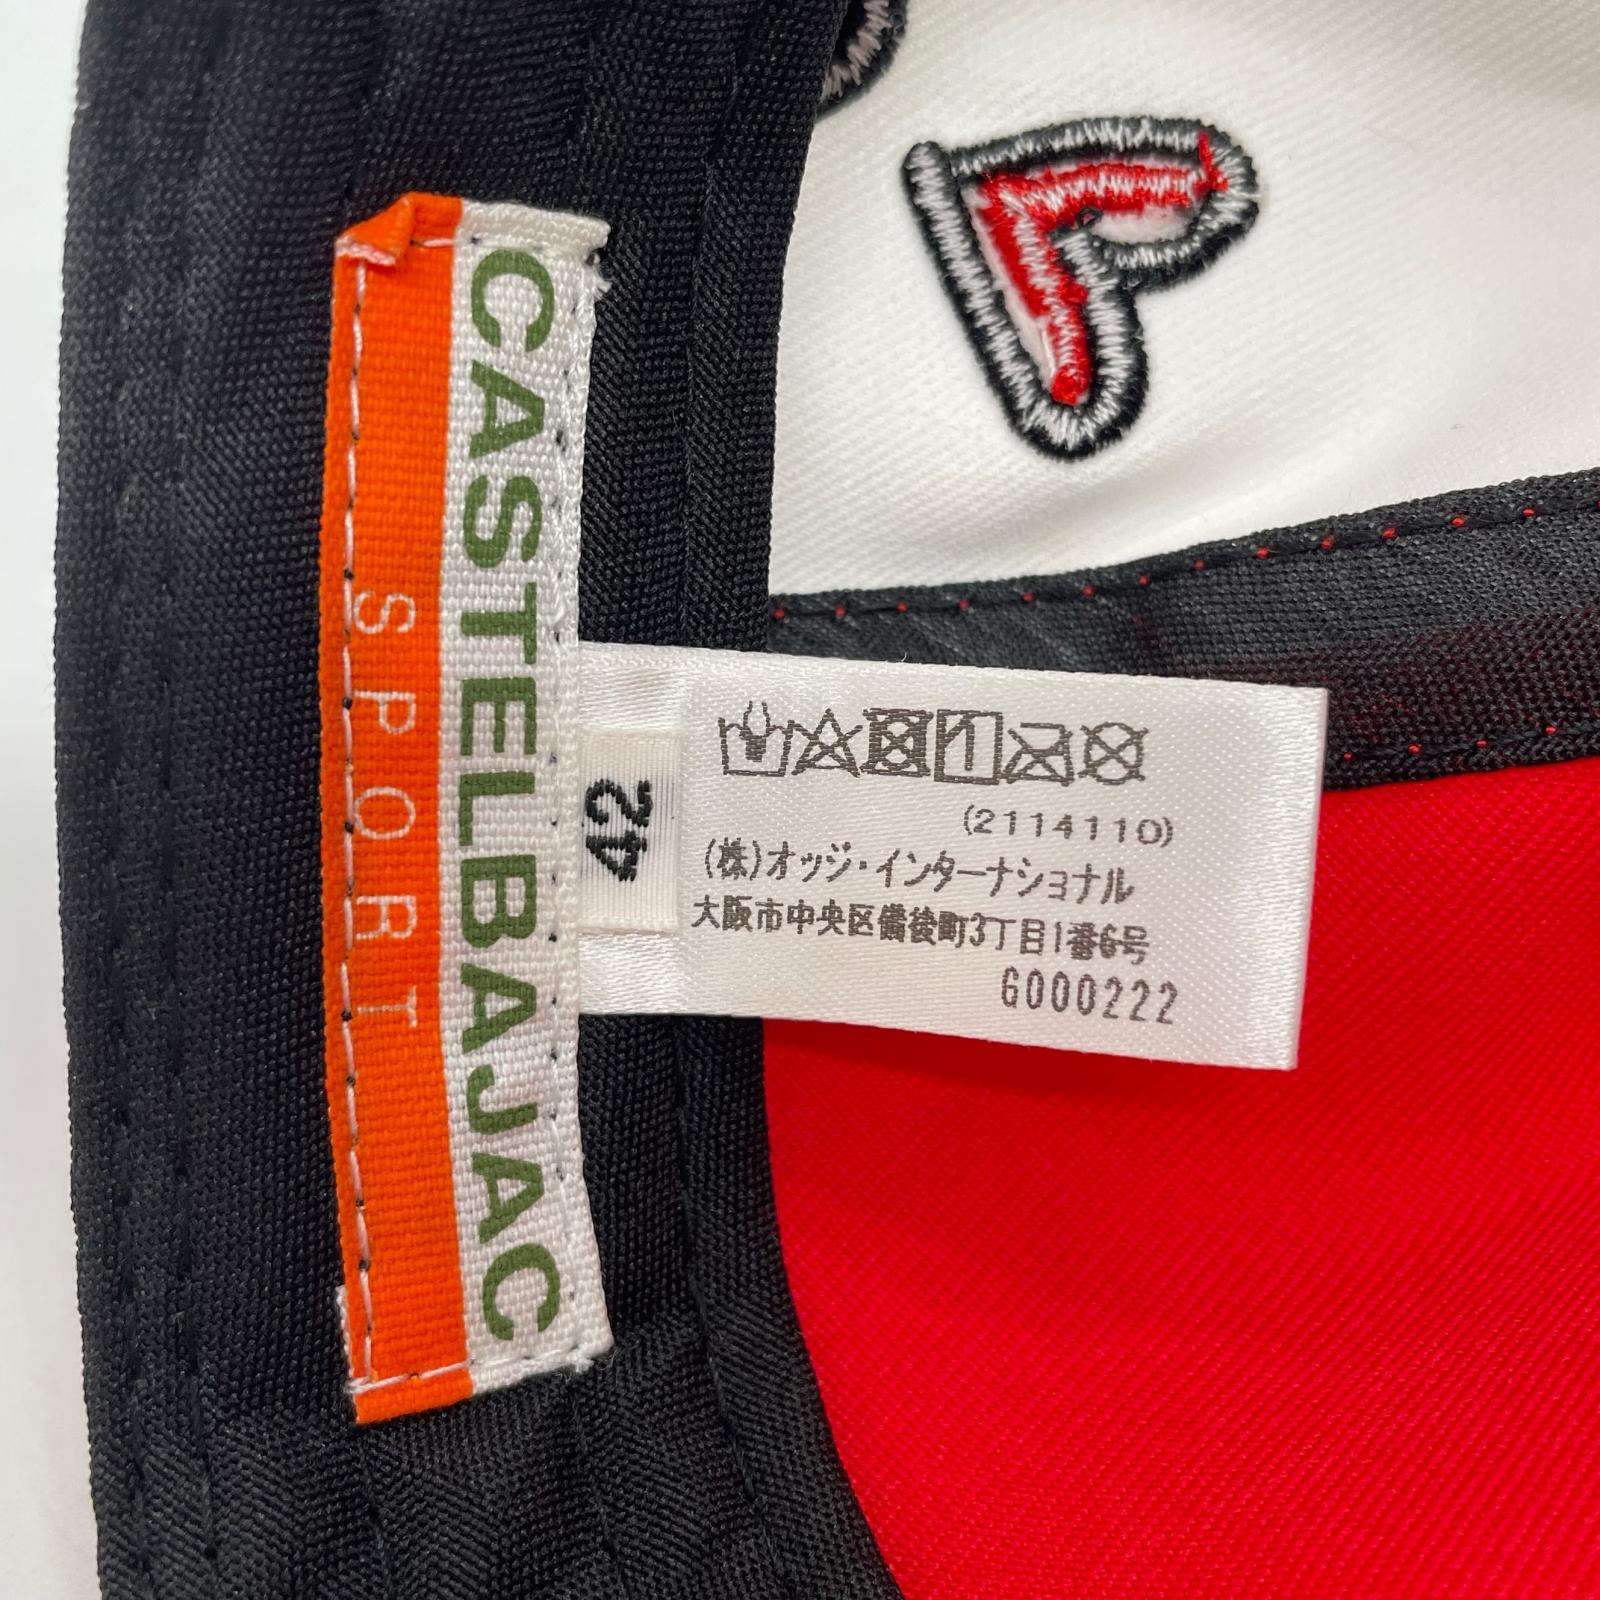 CASTELBAJAC
SPORT
42
(2114110)
(株)オッジ・インターナショナル
大阪市中央区備後町3丁目1番6号
G000222